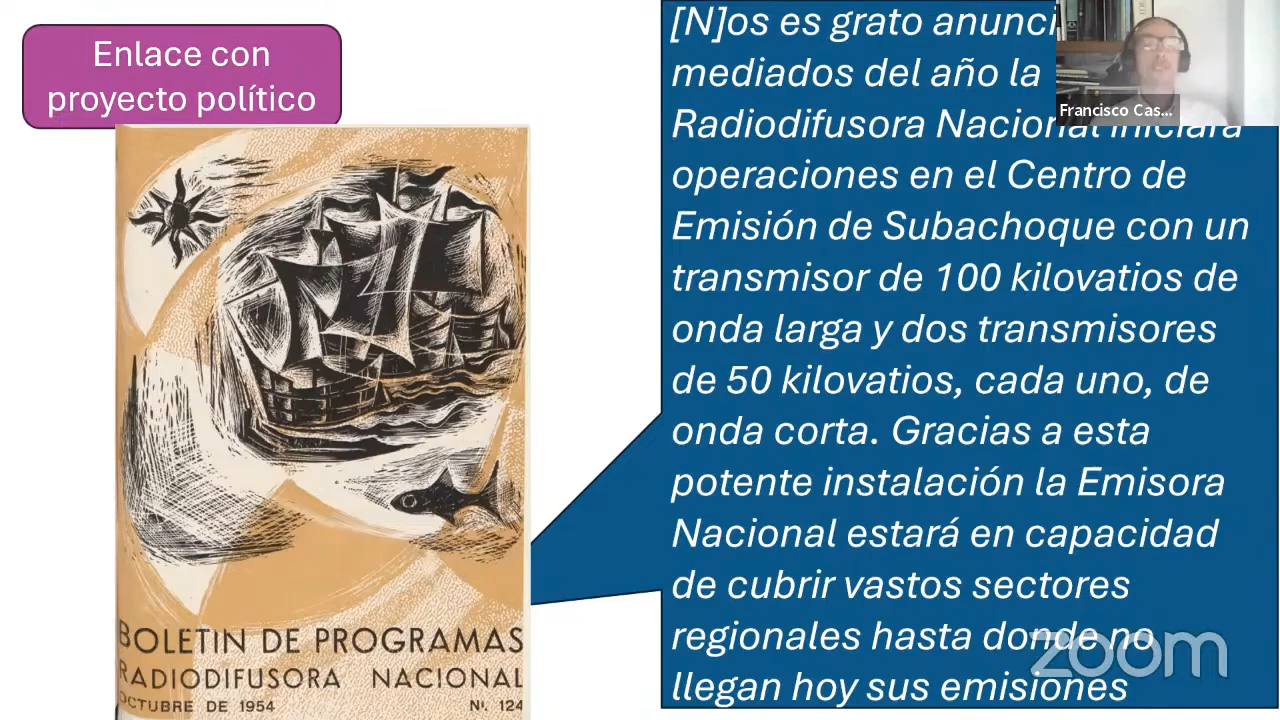 Enlace con
proyecto político
[N]os es grato anunci
mediados del año la
Radiodifusora Nacional iniciará
operaciones en el Centro de
Emisión de Subachoque con un
transmisor de 100 kilovatios de
onda larga y dos transmisores
de 50 kilovatios, cada uno, de
onda corta. Gracias a esta
potente instalación la Emisora
Nacional estará en capacidad
de cubrir vastos sectores
regionales hasta donde no
llegan hoy sus emisiones
Francisco Cas...
BOLETIN DE PROGRAMAS
RADIODIFUSORA NACIONAL
OCTUBRE DE 1954 Nº. 124
zoom